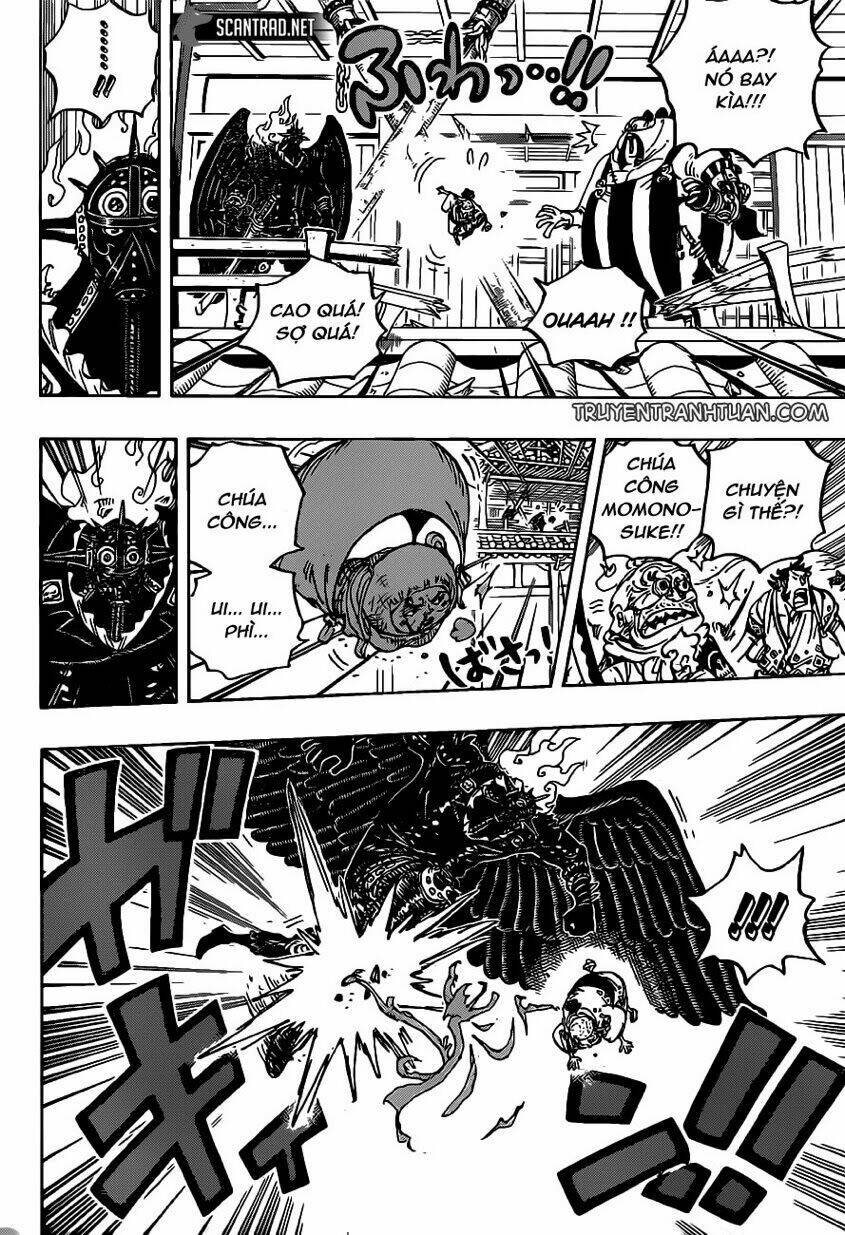 SCANTRAD.NET
ÁAAA?!
NÓ BAY
KÌA!!!
ふわっ…!!
OUAAH !!
CAO QUÁ!
SỢ QUÁ!
........!!
TRUYENTRANHTUAN.COM
CHUYỆN
GÌ THẾ?!
CHÚA
CÔNG
MOMONO-
SUKE!!
CHÚA
CÔNG...
UI... UI...
PHÌ...
ばさっ!
!!!!
ガキィン!!